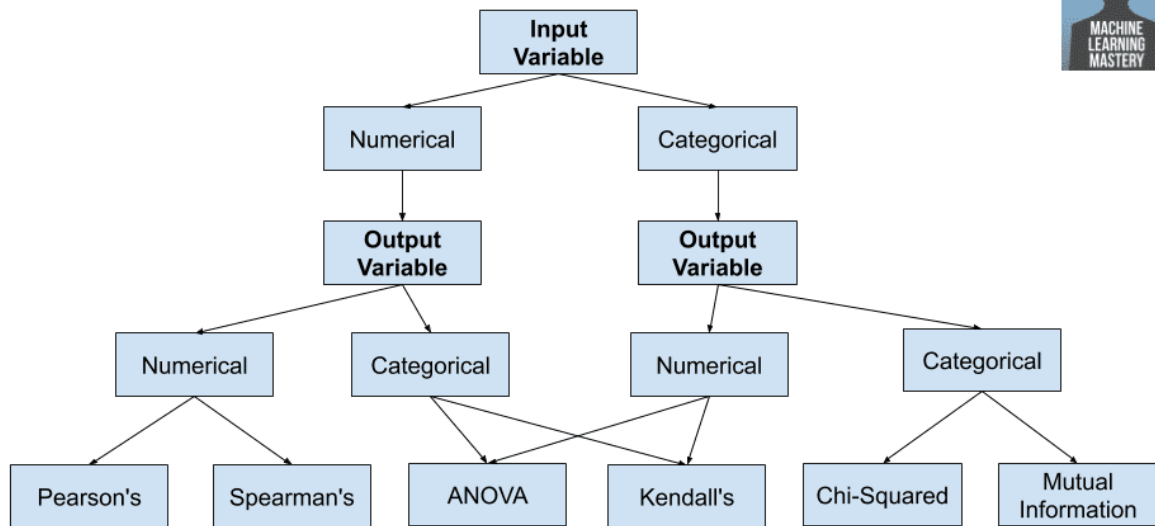 Input
Variable
MACHINE
LEARNING
MASTERY
Numerical
Categorical
Output
Variable
Output
Variable
Numerical
Categorical
Numerical
Categorical
Pearson's
Spearman's
ANOVA
Kendall's
Chi-Squared
Mutual
Information